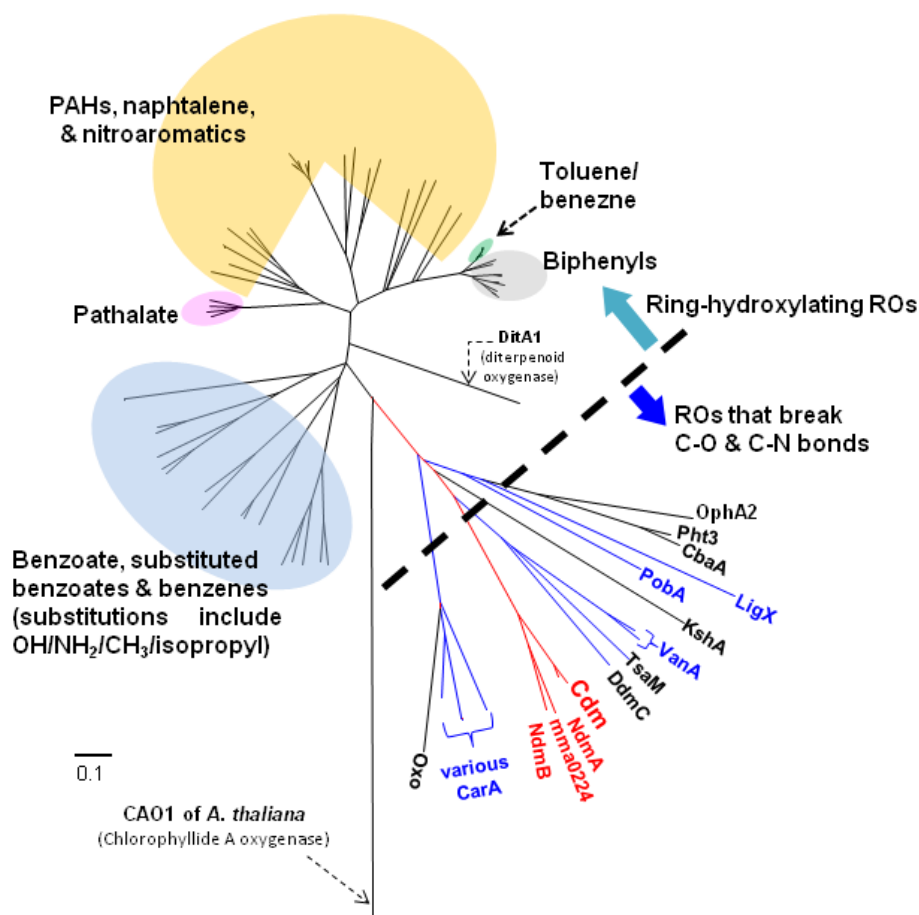 PAHs, naphtalene,
& nitroaromatics
Toluene/
benezne
Biphenyls
Pathalate
Ring-hydroxylating ROs
DitA1
(diterpenoid
oxygenase)
ROs that break
C-O & C-N bonds
OphA2
Pht3
CbaA
PobA
LigX
KshA
VanA
TsaM
DdmC
Cdm
NdmA
mma0224
NdmB
Benzoate, substituted
benzoates & benzenes
(substitutions include
OH/NH₂/CH₃/isopropyl)
Oxo
various
CarA
0.1
CAO1 of A. thaliana
(Chlorophyllide A oxygenase)